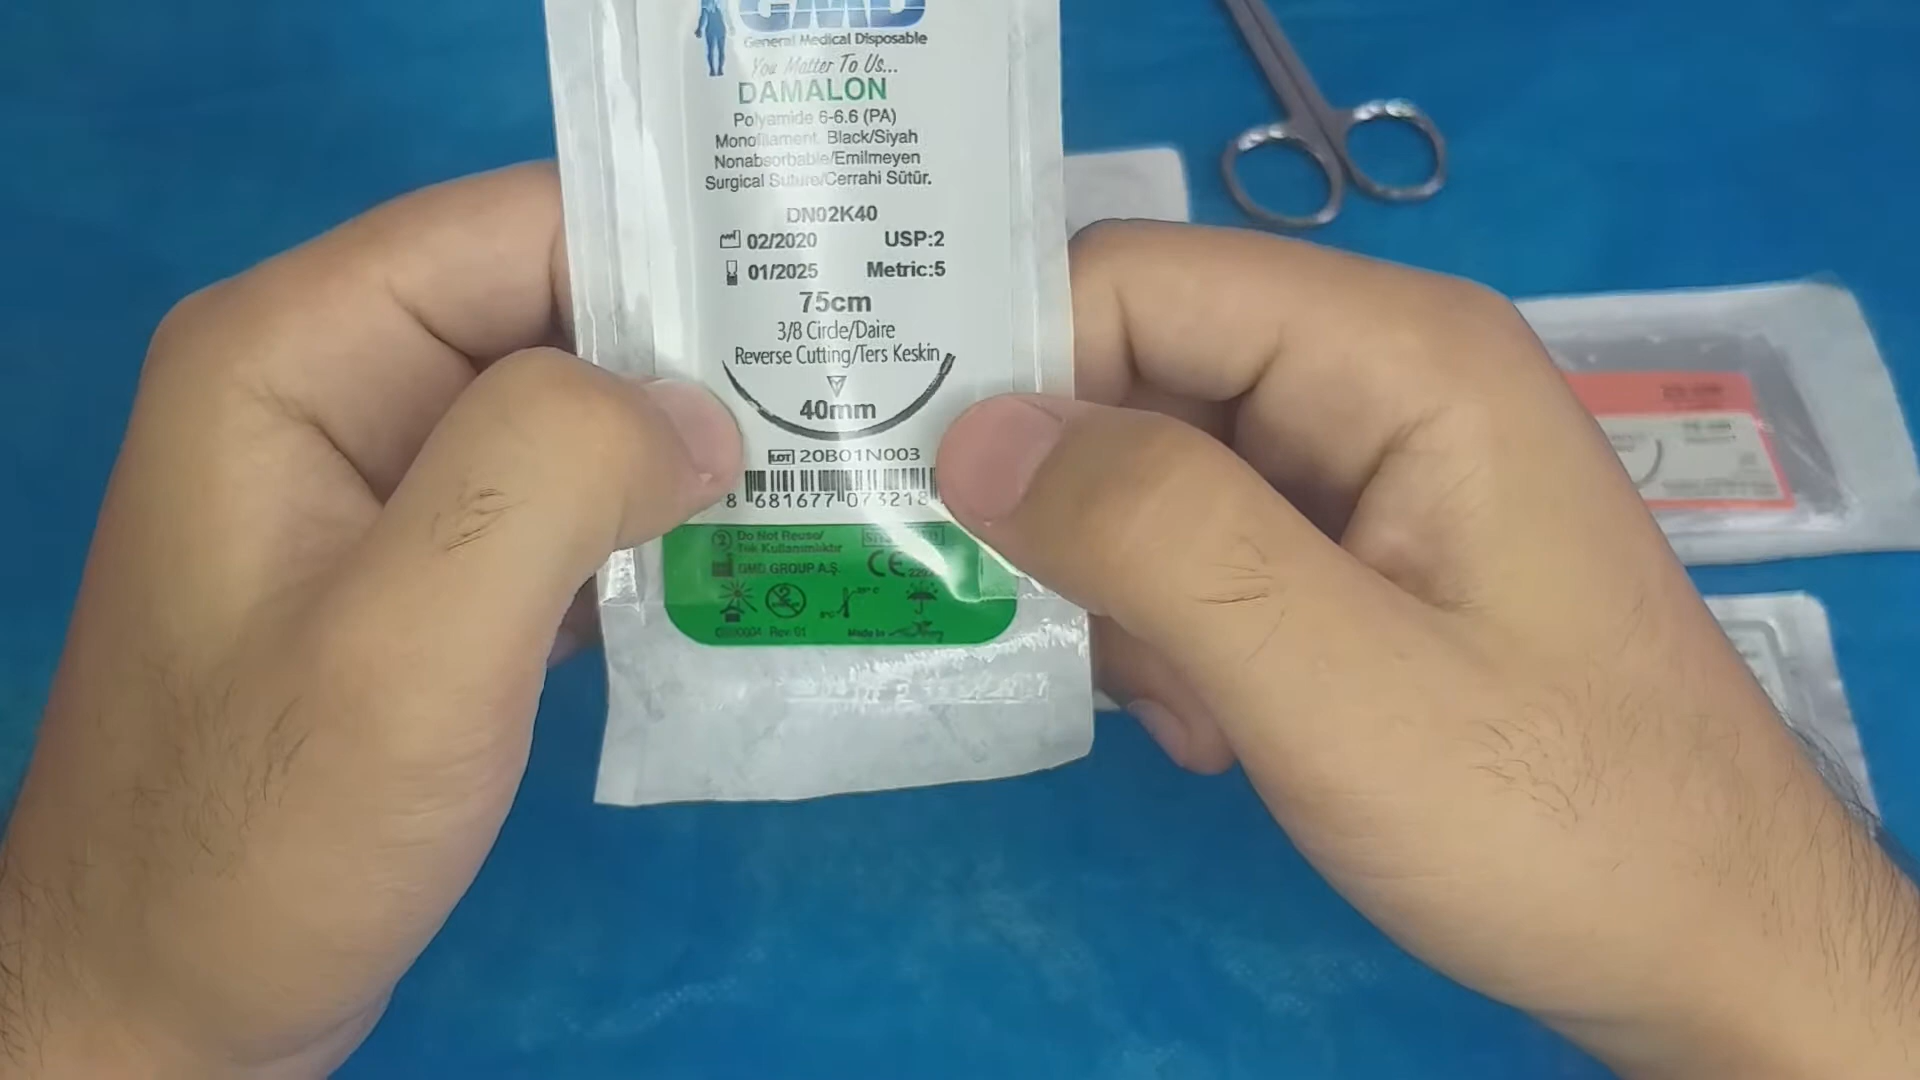 GMD
General Medical Disposable
You Matter To Us...
DAMALON
Polyamide 6-6.6 (PA)
Monofilament. Black/Siyah
Nonabsorbable/Emilmeyen
Surgical Suture/Cerrahi Sütür.
DN02K40
02/2020 USP:2
01/2025 Metric:5
75cm
3/8 Circle/Daire
Reverse Cutting/Ters Keskin
40mm
LOT 20B01N003
8 681677 073218
Do Not Reuse/
Tek Kullanımlıktır
GMD GROUP A.Ş.
CE
Rev 01 Made in